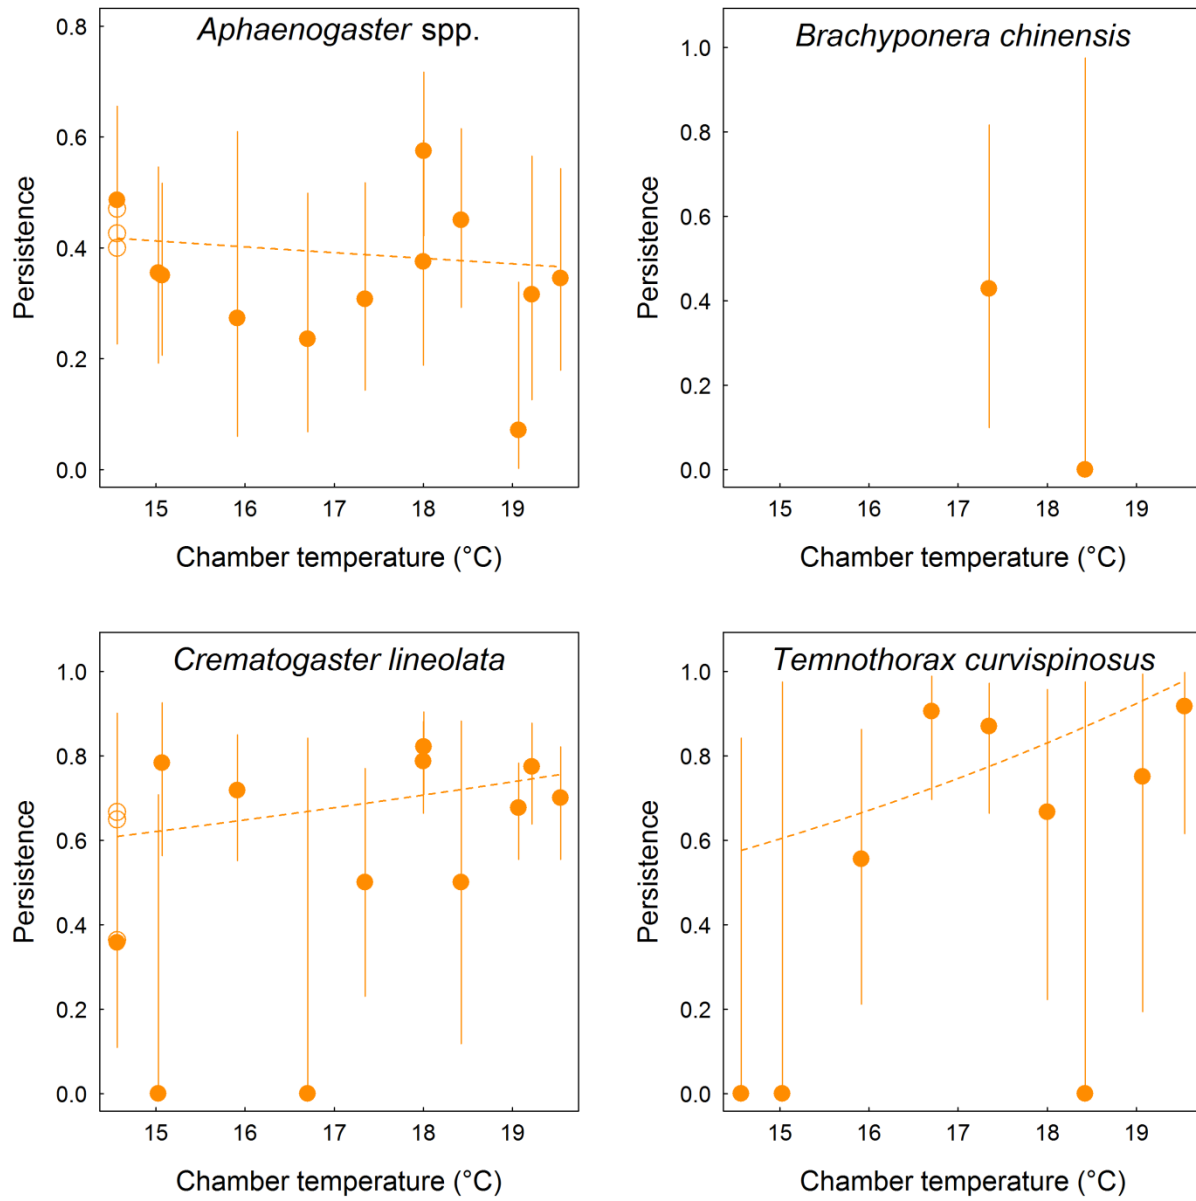 Aphaenogaster spp.
Persistence
0.8
0.6
0.4
0.2
0.0
15 16 17 18 19
Chamber temperature (°C)
Brachyponera chinensis
Persistence
1.0
0.8
0.6
0.4
0.2
0.0
15 16 17 18 19
Chamber temperature (°C)
Crematogaster lineolata
Persistence
1.0
0.8
0.6
0.4
0.2
0.0
15 16 17 18 19
Chamber temperature (°C)
Temnothorax curvispinosus
Persistence
1.0
0.8
0.6
0.4
0.2
0.0
15 16 17 18 19
Chamber temperature (°C)